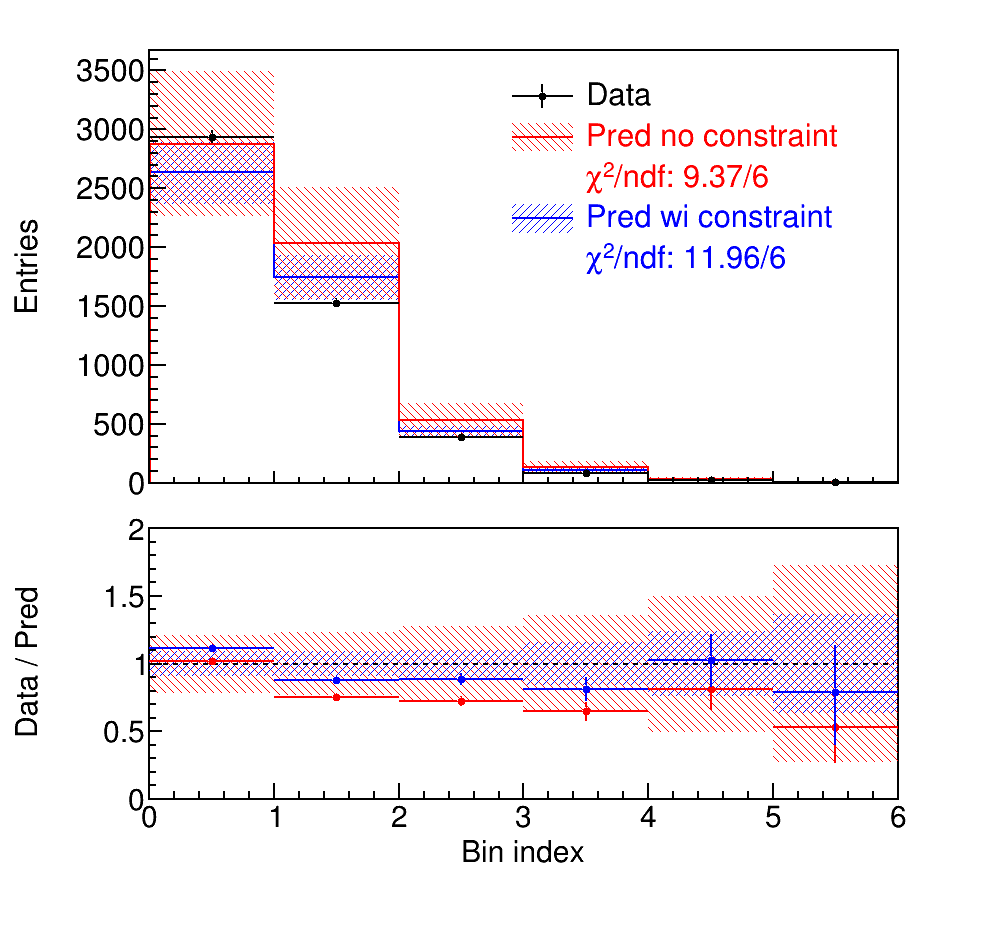 3500
3000
2500
2000
1500
1000
500
0
Entries
Data
Pred no constraint
χ²/ndf: 9.37/6
Pred wi constraint
χ²/ndf: 11.96/6
2
1.5
1
0.5
0
Data / Pred
0 1 2 3 4 5 6
Bin index